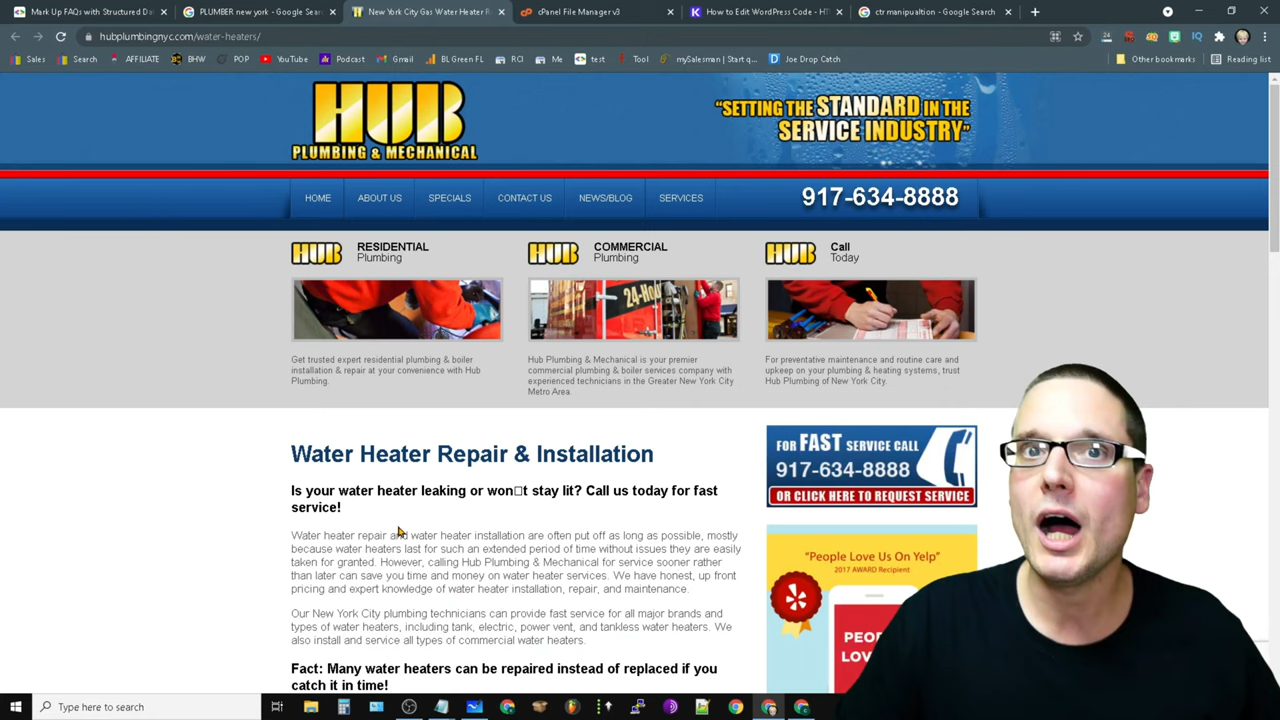 Mark Up FAQs with Structured Da
PLUMBER new york - Google Sear
New York City Gas Water Heater R
cPanel File Manager v3
How to Edit WordPress Code - HT
ctr manipualtion - Google Search
hubplumbingnyc.com/water-heaters/
Sales
Search
AFFILIATE
BHW
POP
YouTube
Podcast
Gmail
BL Green FL
RCI
Me
test
Tool
mySalesman | Start q...
Joe Drop Catch
Other bookmarks
Reading list
HUB
PLUMBING & MECHANICAL
"SETTING THE STANDARD IN THE
SERVICE INDUSTRY"
HOME
ABOUT US
SPECIALS
CONTACT US
NEWS/BLOG
SERVICES
917-634-8888
HUB
RESIDENTIAL
Plumbing
HUB
COMMERCIAL
Plumbing
HUB
Call
Today
24-Hou
Get trusted expert residential plumbing & boiler
installation & repair at your convenience with Hub
Plumbing.
Hub Plumbing & Mechanical is your premier
commercial plumbing & boiler services company with
experienced technicians in the Greater New York City
Metro Area.
For preventative maintenance and routine care and
upkeep on your plumbing & heating systems, trust
Hub Plumbing of New York City.
Water Heater Repair & Installation
Is your water heater leaking or won□t stay lit? Call us today for fast
service!
Water heater repair and water heater installation are often put off as long as possible, mostly
because water heaters last for such an extended period of time without issues they are easily
taken for granted. However, calling Hub Plumbing & Mechanical for service sooner rather
than later can save you time and money on water heater services. We have honest, up front
pricing and expert knowledge of water heater installation, repair, and maintenance.
Our New York City plumbing technicians can provide fast service for all major brands and
types of water heaters, including tank, electric, power vent, and tankless water heaters. We
also install and service all types of commercial water heaters.
Fact: Many water heaters can be repaired instead of replaced if you
catch it in time!
FOR FAST SERVICE CALL
917-634-8888
OR CLICK HERE TO REQUEST SERVICE
"People Love Us On Yelp"
2017 AWARD Recipient
PEO
LOV
Type here to search